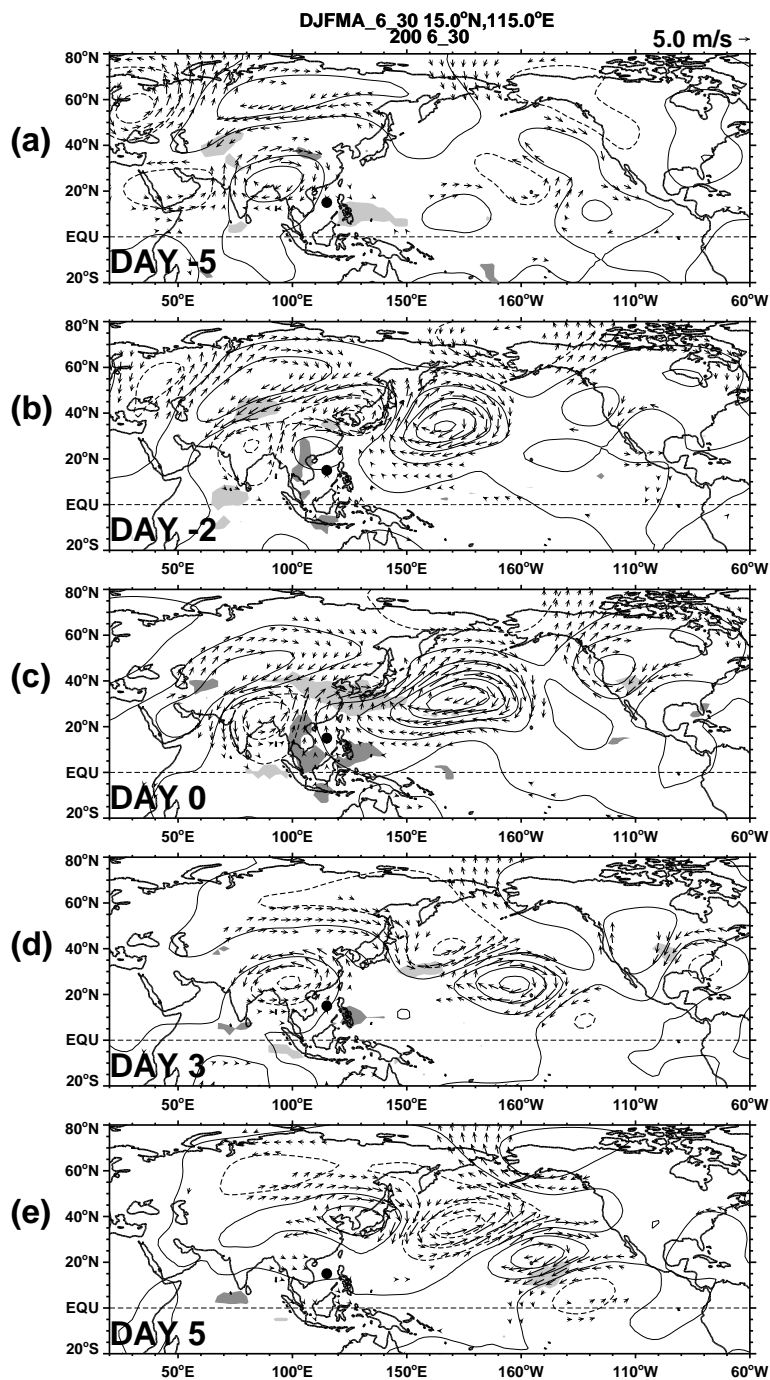 DJFMA_6_30 15.0°N,115.0°E
200 6_30
5.0 m/s →
(a)
80°N
60°N
40°N
20°N
EQU
20°S
DAY -5
50°E 100°E 150°E 160°W 110°W 60°W
(b)
80°N
60°N
40°N
20°N
EQU
20°S
DAY -2
50°E 100°E 150°E 160°W 110°W 60°W
(c)
80°N
60°N
40°N
20°N
EQU
20°S
DAY 0
50°E 100°E 150°E 160°W 110°W 60°W
(d)
80°N
60°N
40°N
20°N
EQU
20°S
DAY 3
50°E 100°E 150°E 160°W 110°W 60°W
(e)
80°N
60°N
40°N
20°N
EQU
20°S
DAY 5
50°E 100°E 150°E 160°W 110°W 60°W